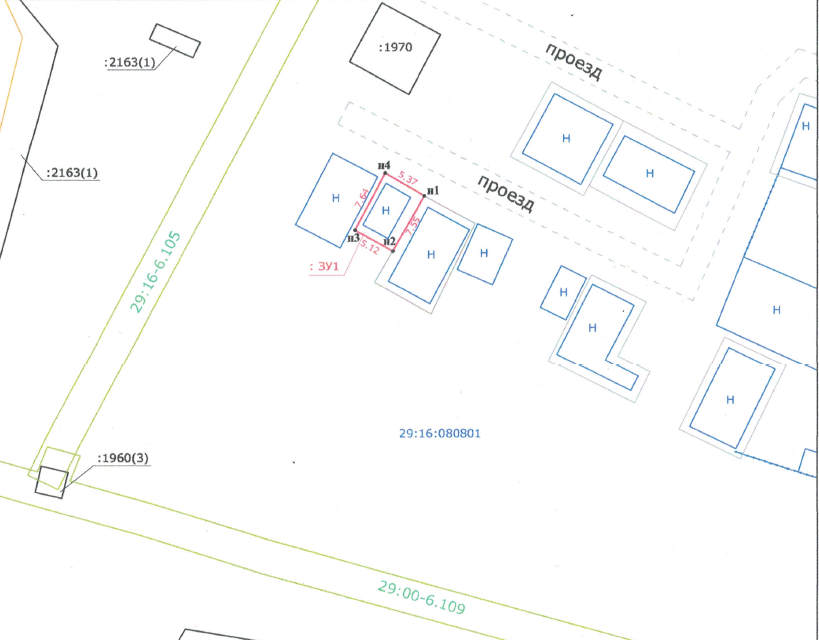 :1970
проезд
:2163(1)
Н
Н
Н
:2163(1)
н4
5.37
н1
проезд
7.64
Н
Н
7.55
н3
5.12
н2
: ЗУ1
Н
Н
29:16-6.105
Н
Н
Н
Н
29:16:080801
:1960(3)
29:00-6.109